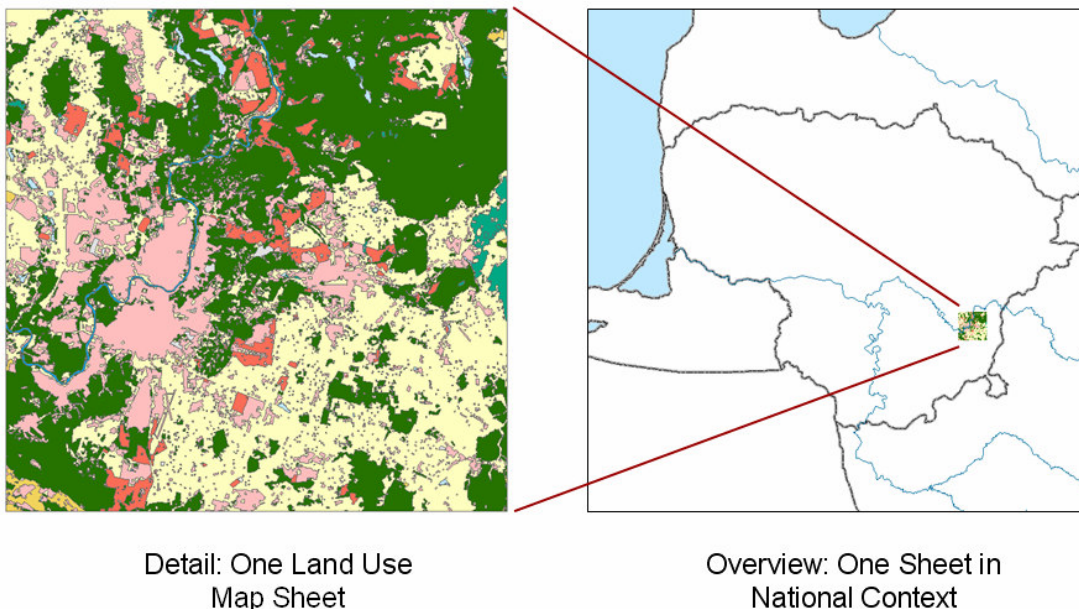 Detail: One Land Use
Map Sheet
Overview: One Sheet in
National Context